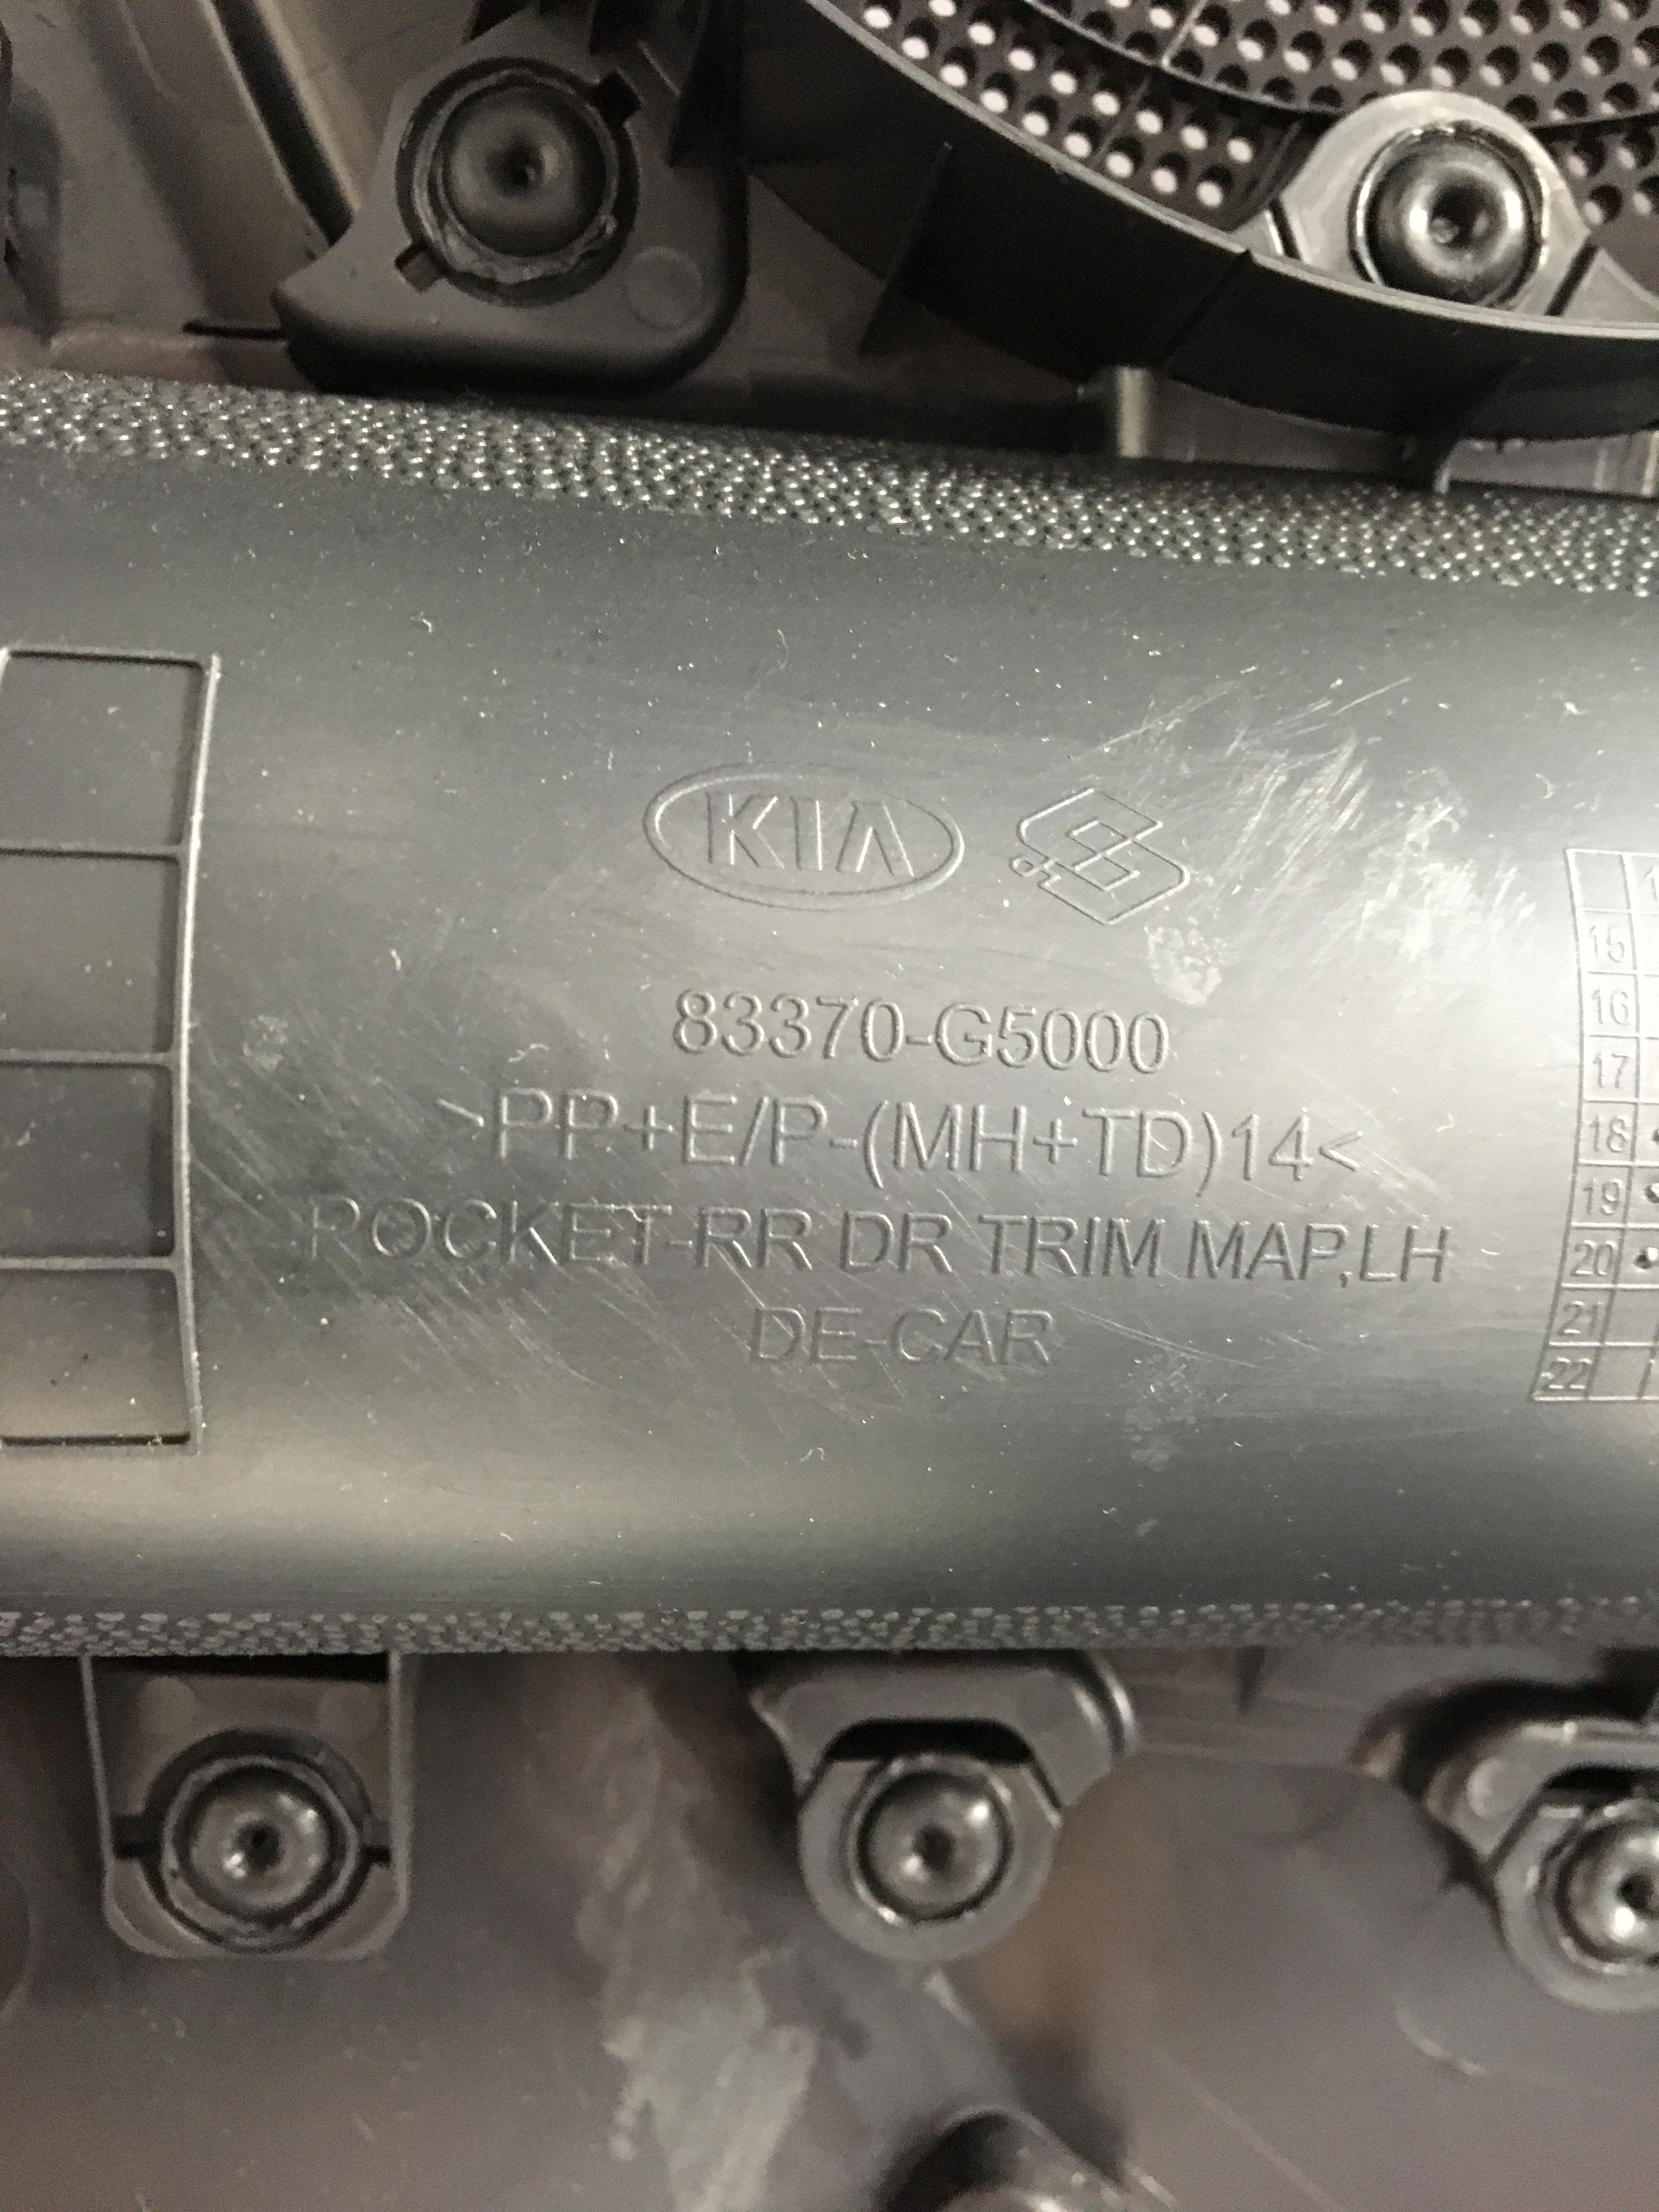 KIA
83370-G5000
>PP+E/P-(MH+TD)14<
POCKET-RR DR TRIM MAP,LH
DE-CAR
15
16
17
18
19
20
21
22